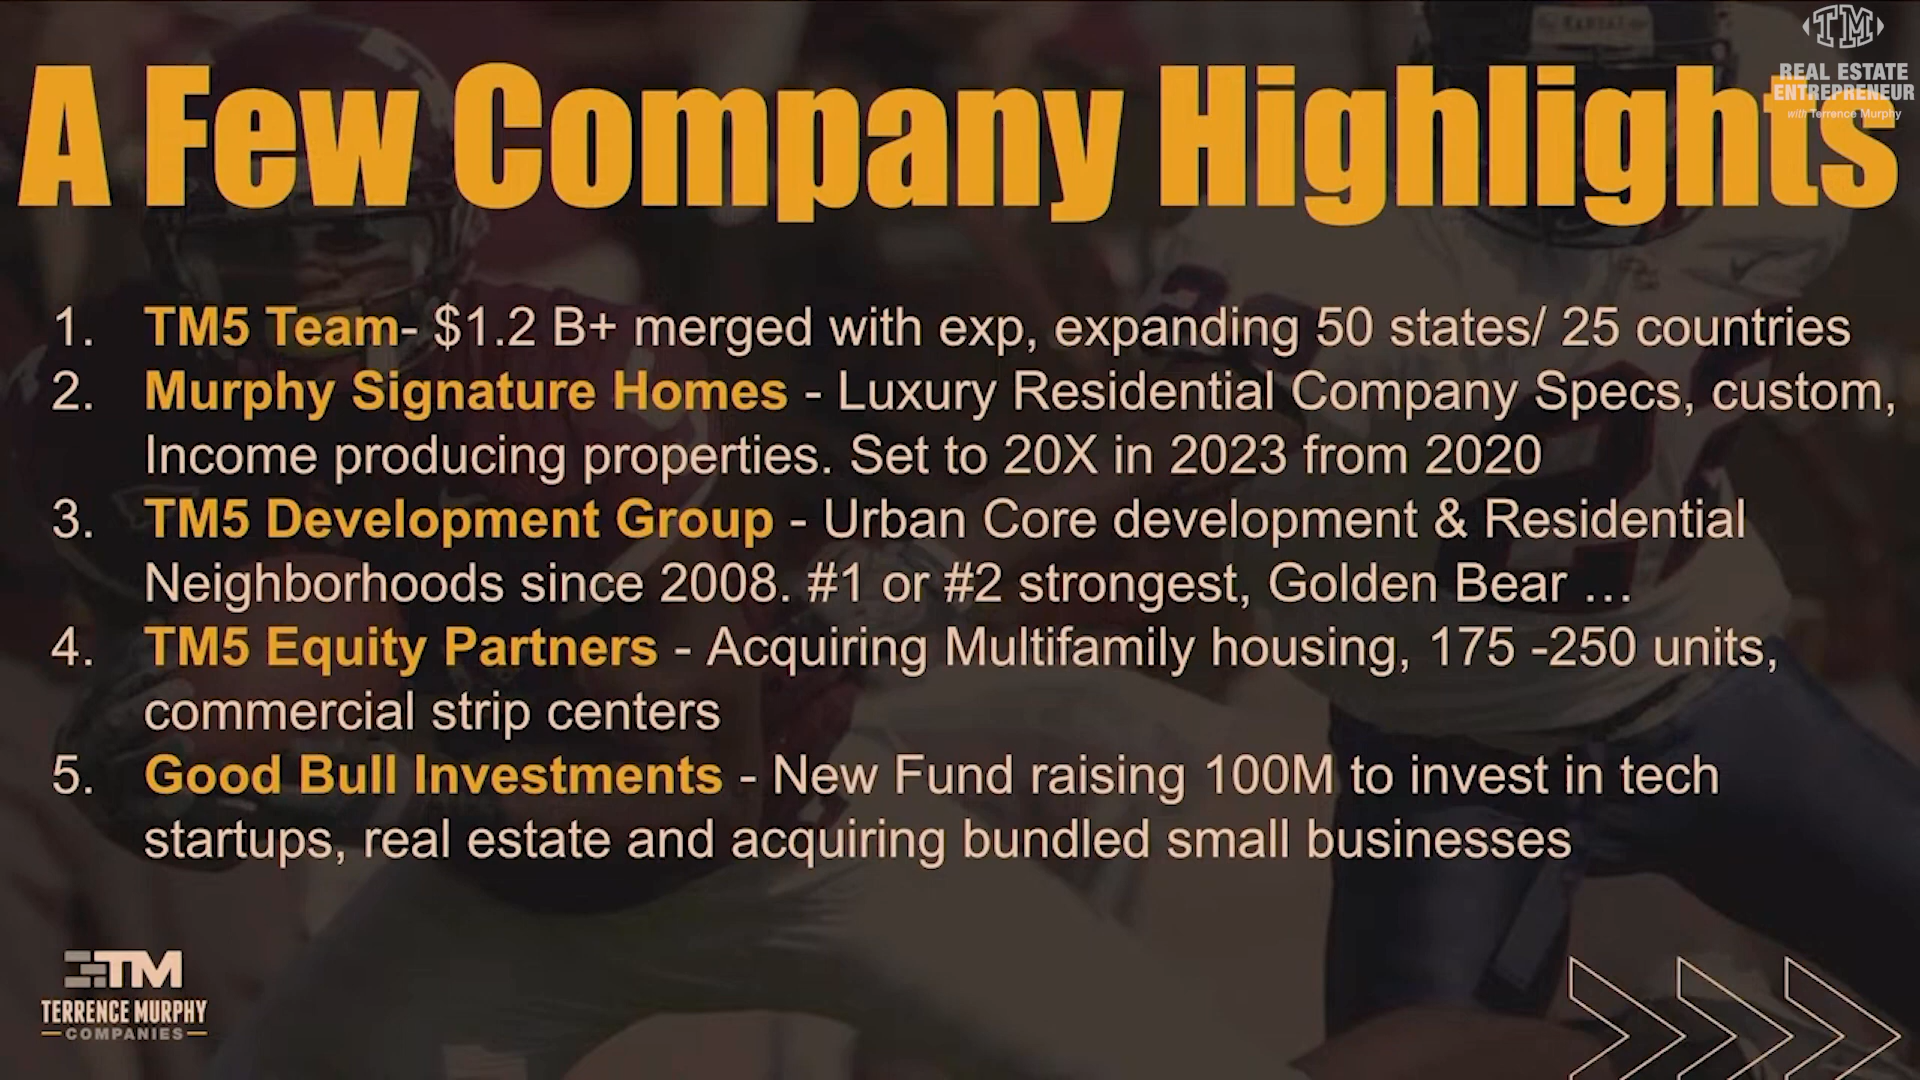 TM
REAL ESTATE
ENTREPRENEUR
with Terrence Murphy
A Few Company Highlights
1. TM5 Team- $1.2 B+ merged with exp, expanding 50 states/ 25 countries
2. Murphy Signature Homes - Luxury Residential Company Specs, custom,
Income producing properties. Set to 20X in 2023 from 2020
3. TM5 Development Group - Urban Core development & Residential
Neighborhoods since 2008. #1 or #2 strongest, Golden Bear …
4. TM5 Equity Partners - Acquiring Multifamily housing, 175 -250 units,
commercial strip centers
5. Good Bull Investments - New Fund raising 100M to invest in tech
startups, real estate and acquiring bundled small businesses
TM
TERRENCE MURPHY
COMPANIES